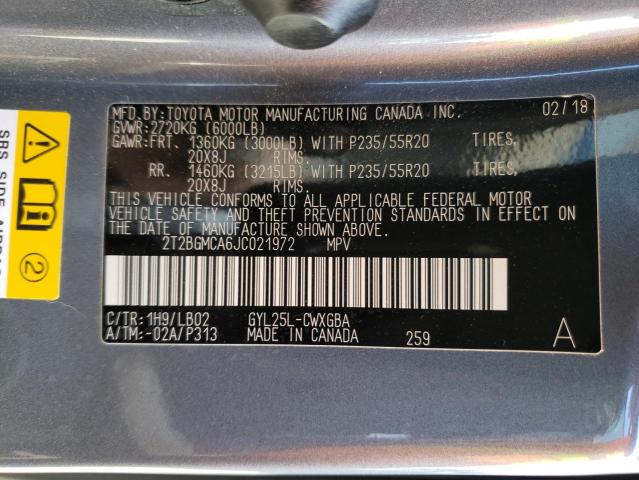 MFD.BY:TOYOTA MOTOR MANUFACTURING CANADA INC. 02/18
GVWR:2720KG (6000LB)
GAWR:FRT. 1360KG (3000LB) WITH P235/55R20 TIRES,
20X8J RIMS.
RR. 1460KG (3215LB) WITH P235/55R20 TIRES,
20X8J RIMS.
THIS VEHICLE CONFORMS TO ALL APPLICABLE FEDERAL MOTOR
VEHICLE SAFETY AND THEFT PREVENTION STANDARDS IN EFFECT ON
THE DATE OF MANUFACTURE SHOWN ABOVE.
2T2BGMCA6JC021972 MPV
C/TR: 1H9/LB02 GYL25L-CWXGBA
A/TM: -02A/P313 MADE IN CANADA 259 A
SRS SIDE
2